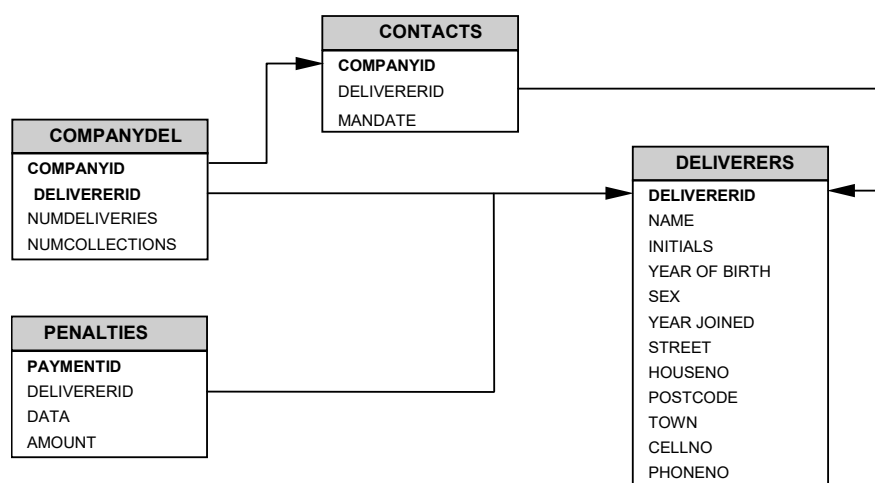 CONTACTS
COMPANYID
DELIVERERID
MANDATE
COMPANYDEL
COMPANYID
DELIVERERID
NUMDELIVERIES
NUMCOLLECTIONS
DELIVERERS
DELIVERERID
NAME
INITIALS
YEAR OF BIRTH
SEX
YEAR JOINED
STREET
HOUSENO
POSTCODE
TOWN
CELLNO
PHONENO
PENALTIES
PAYMENTID
DELIVERERID
DATA
AMOUNT